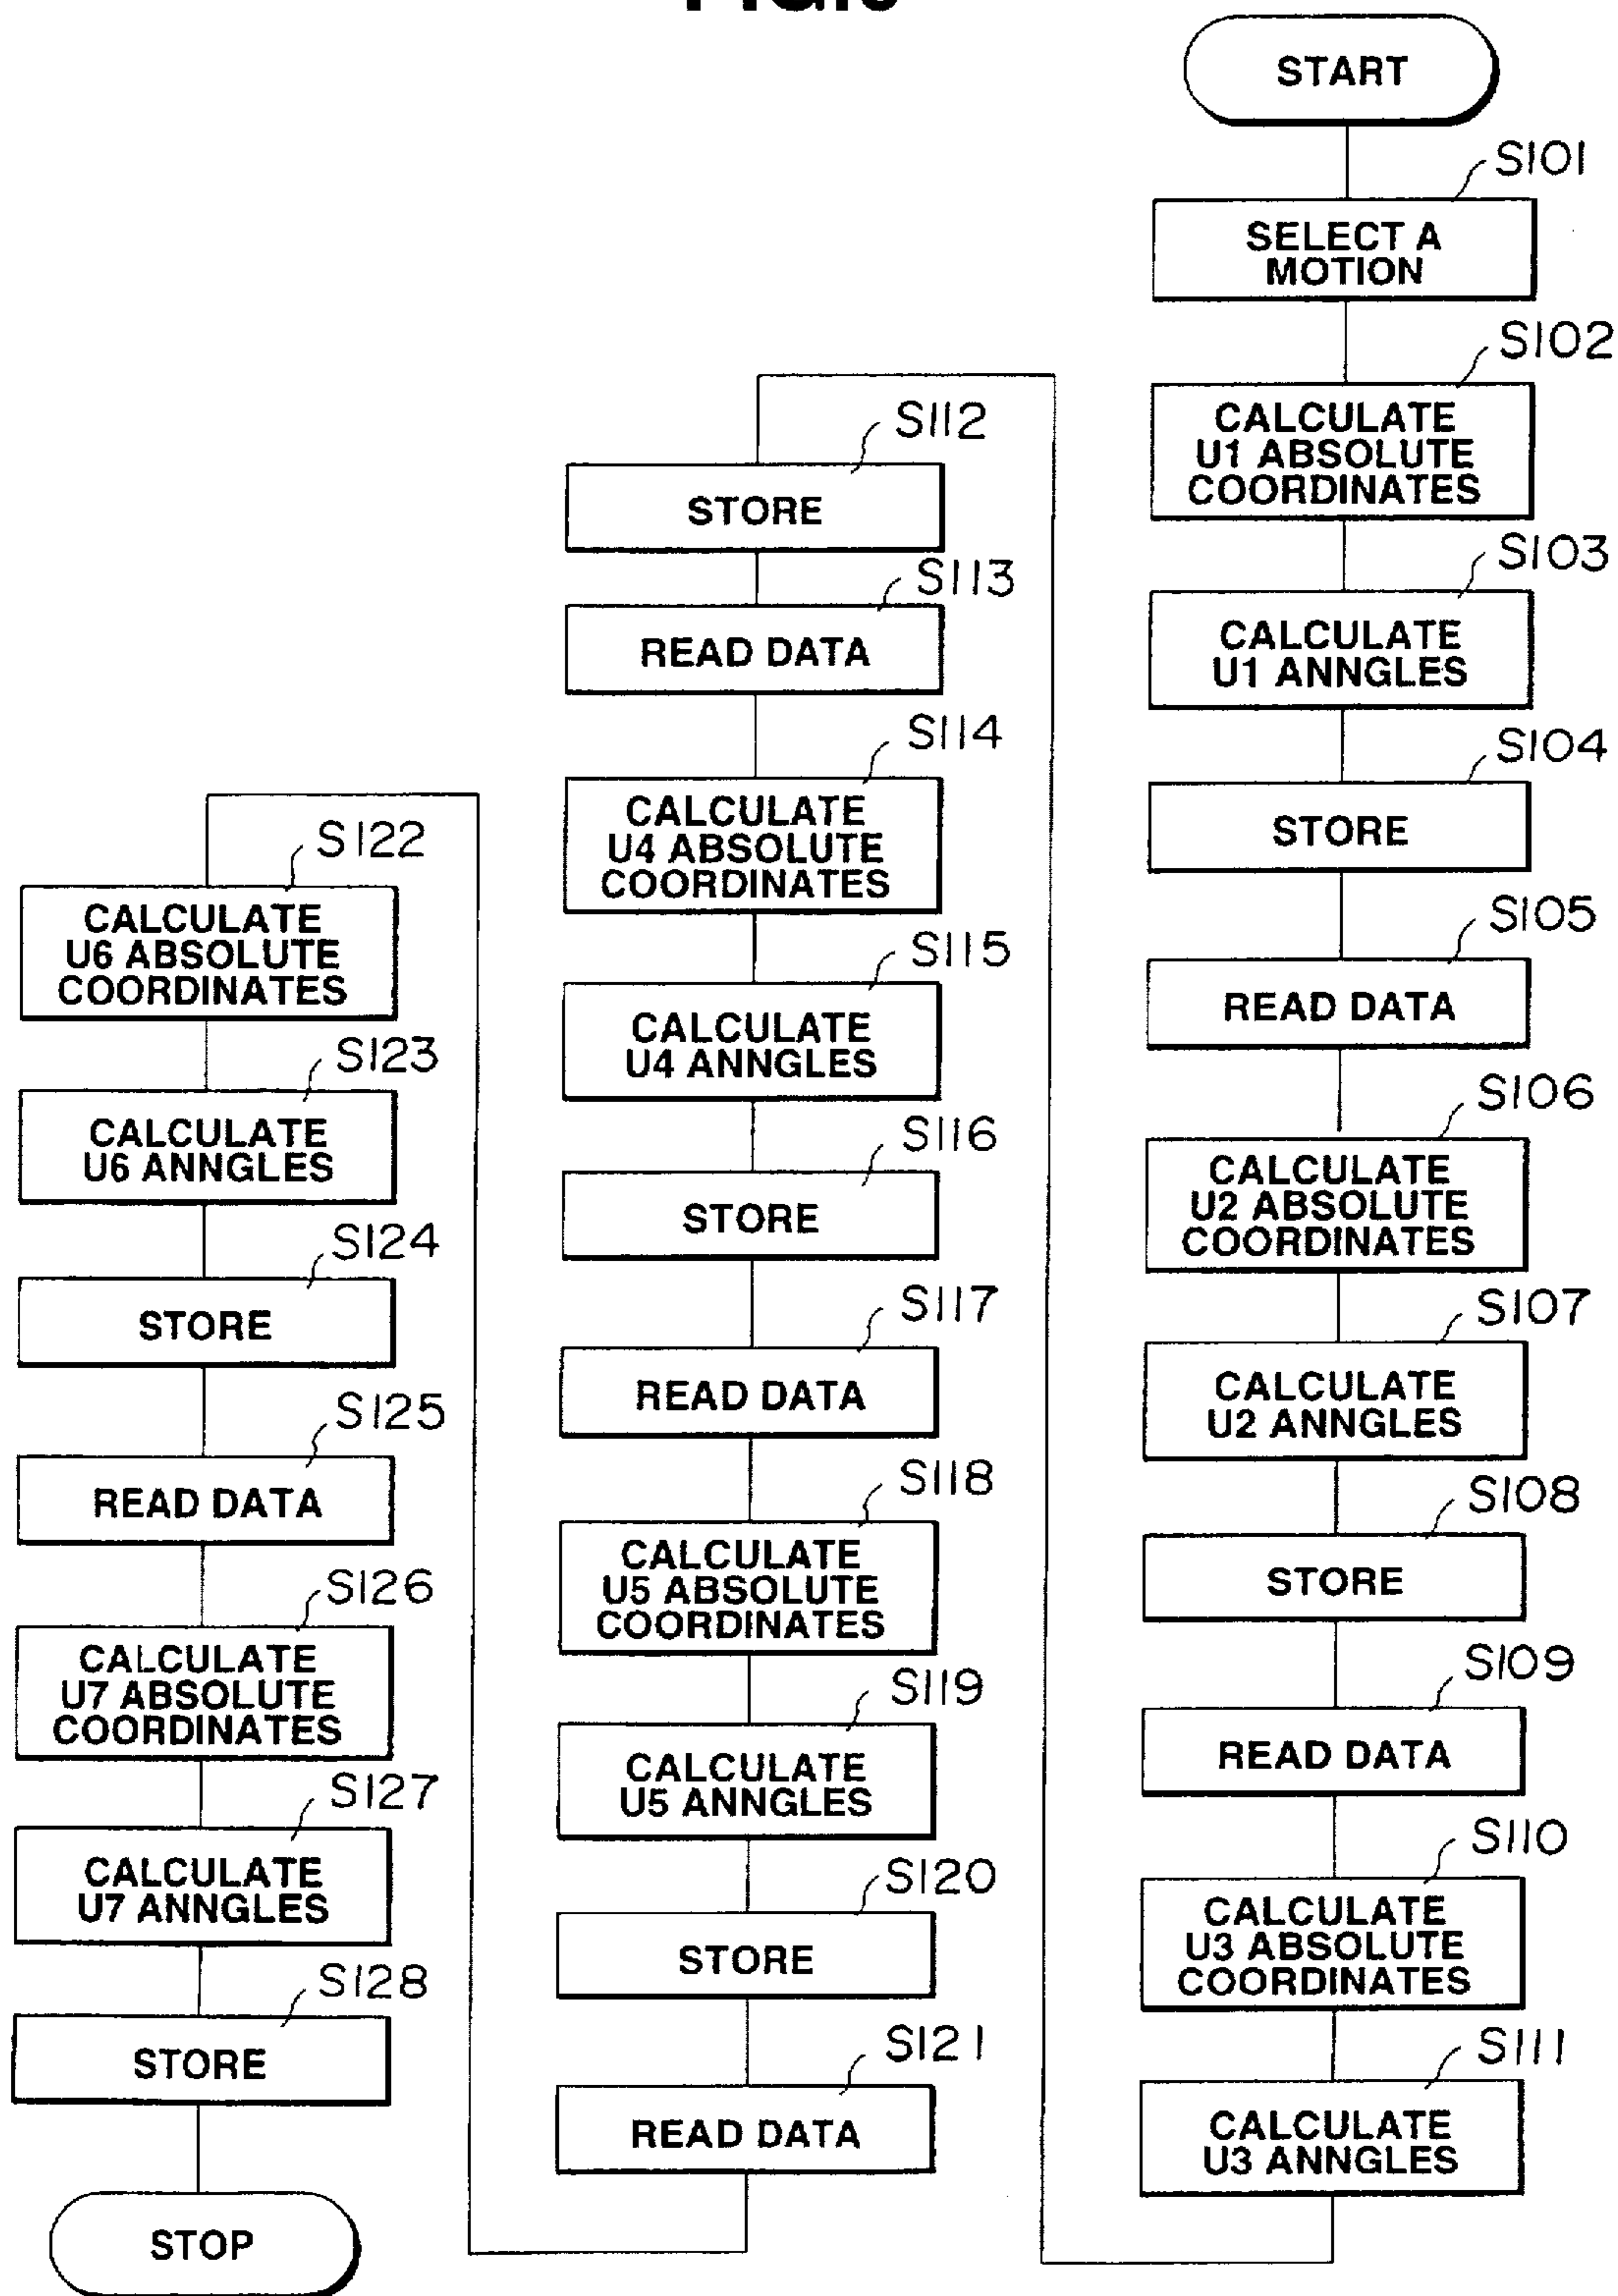 START
S101
SELECT A
MOTION
S102
CALCULATE
U1 ABSOLUTE
COORDINATES
S103
CALCULATE
U1 ANNGLES
S104
STORE
S105
READ DATA
S106
CALCULATE
U2 ABSOLUTE
COORDINATES
S107
CALCULATE
U2 ANNGLES
S108
STORE
S109
READ DATA
S110
CALCULATE
U3 ABSOLUTE
COORDINATES
S111
CALCULATE
U3 ANNGLES
S112
STORE
S113
READ DATA
S114
CALCULATE
U4 ABSOLUTE
COORDINATES
S115
CALCULATE
U4 ANNGLES
S116
STORE
S117
READ DATA
S118
CALCULATE
U5 ABSOLUTE
COORDINATES
S119
CALCULATE
U5 ANNGLES
S120
STORE
S121
READ DATA
S122
CALCULATE
U6 ABSOLUTE
COORDINATES
S123
CALCULATE
U6 ANNGLES
S124
STORE
S125
READ DATA
S126
CALCULATE
U7 ABSOLUTE
COORDINATES
S127
CALCULATE
U7 ANNGLES
S128
STORE
STOP